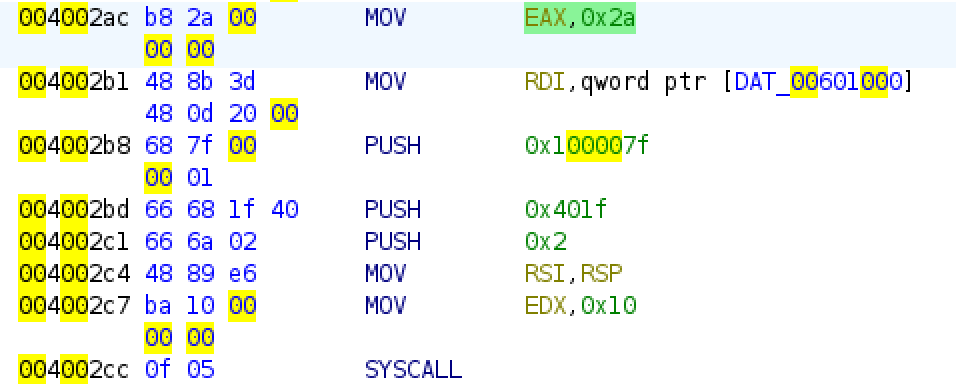 004002ac b8 2a 00 MOV EAX,0x2a
00 00
004002b1 48 8b 3d MOV RDI,qword ptr [DAT_00601000]
48 0d 20 00
004002b8 68 7f 00 PUSH 0x100007f
00 01
004002bd 66 68 1f 40 PUSH 0x401f
004002c1 66 6a 02 PUSH 0x2
004002c4 48 89 e6 MOV RSI,RSP
004002c7 ba 10 00 MOV EDX,0x10
00 00
004002cc 0f 05 SYSCALL